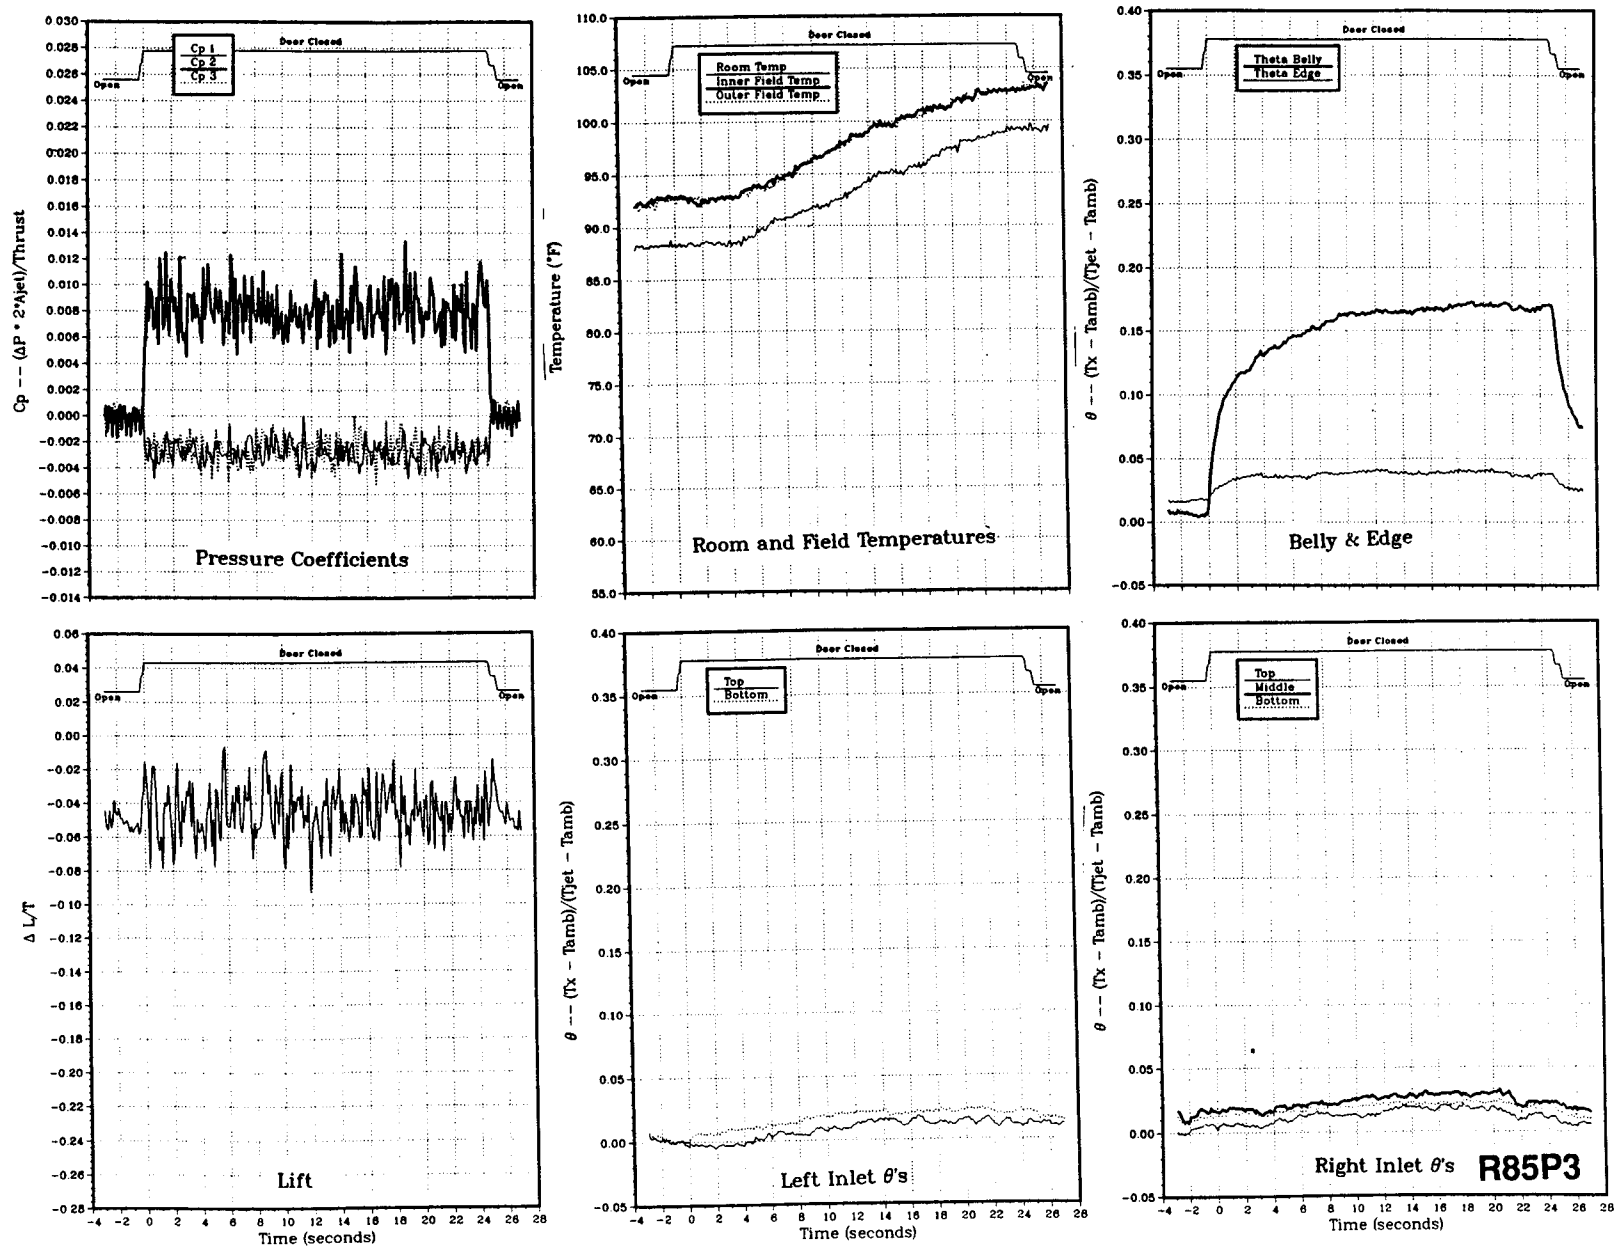 0.030
0.028
0.026
0.024
0.022
0.020
0.018
0.016
0.014
0.012
0.010
0.008
0.006
0.004
0.002
0.000
-0.002
-0.004
-0.006
-0.008
-0.010
-0.012
-0.014
Cp -- (ΔP * 2*Ajet)/Thrust
Door Closed
Open
Open
Cp 1
Cp 2
Cp 3
Pressure Coefficients
110.0
105.0
100.0
95.0
90.0
85.0
80.0
75.0
70.0
65.0
60.0
55.0
Temperature (°F)
Door Closed
Open
Open
Room Temp
Inner Field Temp
Outer Field Temp
Room and Field Temperatures
0.40
0.35
0.30
0.25
0.20
0.15
0.10
0.05
0.00
-0.05
θ --- (Tx - Tamb)/(Tjet - Tamb)
Door Closed
Open
Open
Theta Belly
Theta Edge
Belly & Edge
0.06
0.04
0.02
0.00
-0.02
-0.04
-0.06
-0.08
-0.10
-0.12
-0.14
-0.16
-0.18
-0.20
-0.22
-0.24
-0.26
-0.28
Δ L/T
Door Closed
Open
Open
Lift
-4 -2 0 2 4 6 8 10 12 14 16 18 20 22 24 26 28
Time (seconds)
0.40
0.35
0.30
0.25
0.20
0.15
0.10
0.05
0.00
-0.05
θ --- (Tx - Tamb)/(Tjet - Tamb)
Door Closed
Open
Open
Top
Bottom
Left Inlet θ's
-4 -2 0 2 4 6 8 10 12 14 16 18 20 22 24 26 28
Time (seconds)
0.40
0.35
0.30
0.25
0.20
0.15
0.10
0.05
0.00
-0.05
θ --- (Tx - Tamb)/(Tjet - Tamb)
Door Closed
Open
Open
Top
Middle
Bottom
Right Inlet θ's R85P3
-4 -2 0 2 4 6 8 10 12 14 16 18 20 22 24 26 28
Time (seconds)